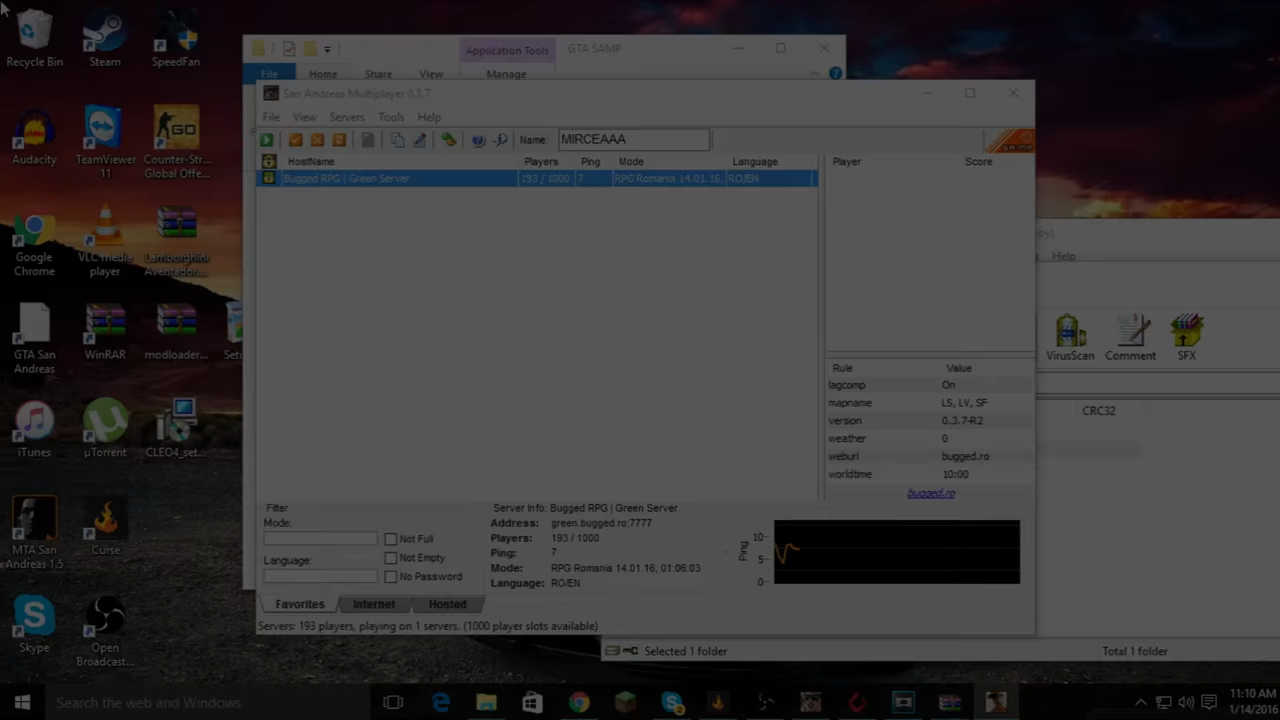 Recycle Bin
Steam
SpeedFan
Audacity
TeamViewer 11
Counter-Str... Global Offe...
Google Chrome
VLC media player
Lamborghini Aventador...
GTA San Andreas
WinRAR
modloader...
Set
iTunes
µTorrent
CLEO4_set...
MTA San Andreas 1.5
Curse
Skype
Open Broadcast...
Application Tools
GTA SAMP
File
Home
Share
View
Manage
San Andreas Multiplayer 0.3.7
File View Servers Tools Help
Name: MIRCEAAA
HostName Players Ping Mode Language
Bugged RPG | Green Server 193 / 1000 7 RPG Romania 14.01.16, RO/EN
Player Score
Rule Value
lagcomp On
mapname LS, LV, SF
version 0.3.7-R2
weather 0
weburl bugged.ro
worldtime 10:00
bugged.ro
Filter
Mode:
Language:
Not Full
Not Empty
No Password
Server Info: Bugged RPG | Green Server
Address: green.bugged.ro:7777
Players: 193 / 1000
Ping: 7
Mode: RPG Romania 14.01.16, 01:06:03
Language: RO/EN
Ping
10
5
0
Favorites Internet Hosted
Servers: 193 players, playing on 1 servers. (1000 player slots available)
Help
VirusScan
Comment
SFX
CRC32
Selected 1 folder
Total 1 folder
Search the web and Windows
11:10 AM
1/14/2016